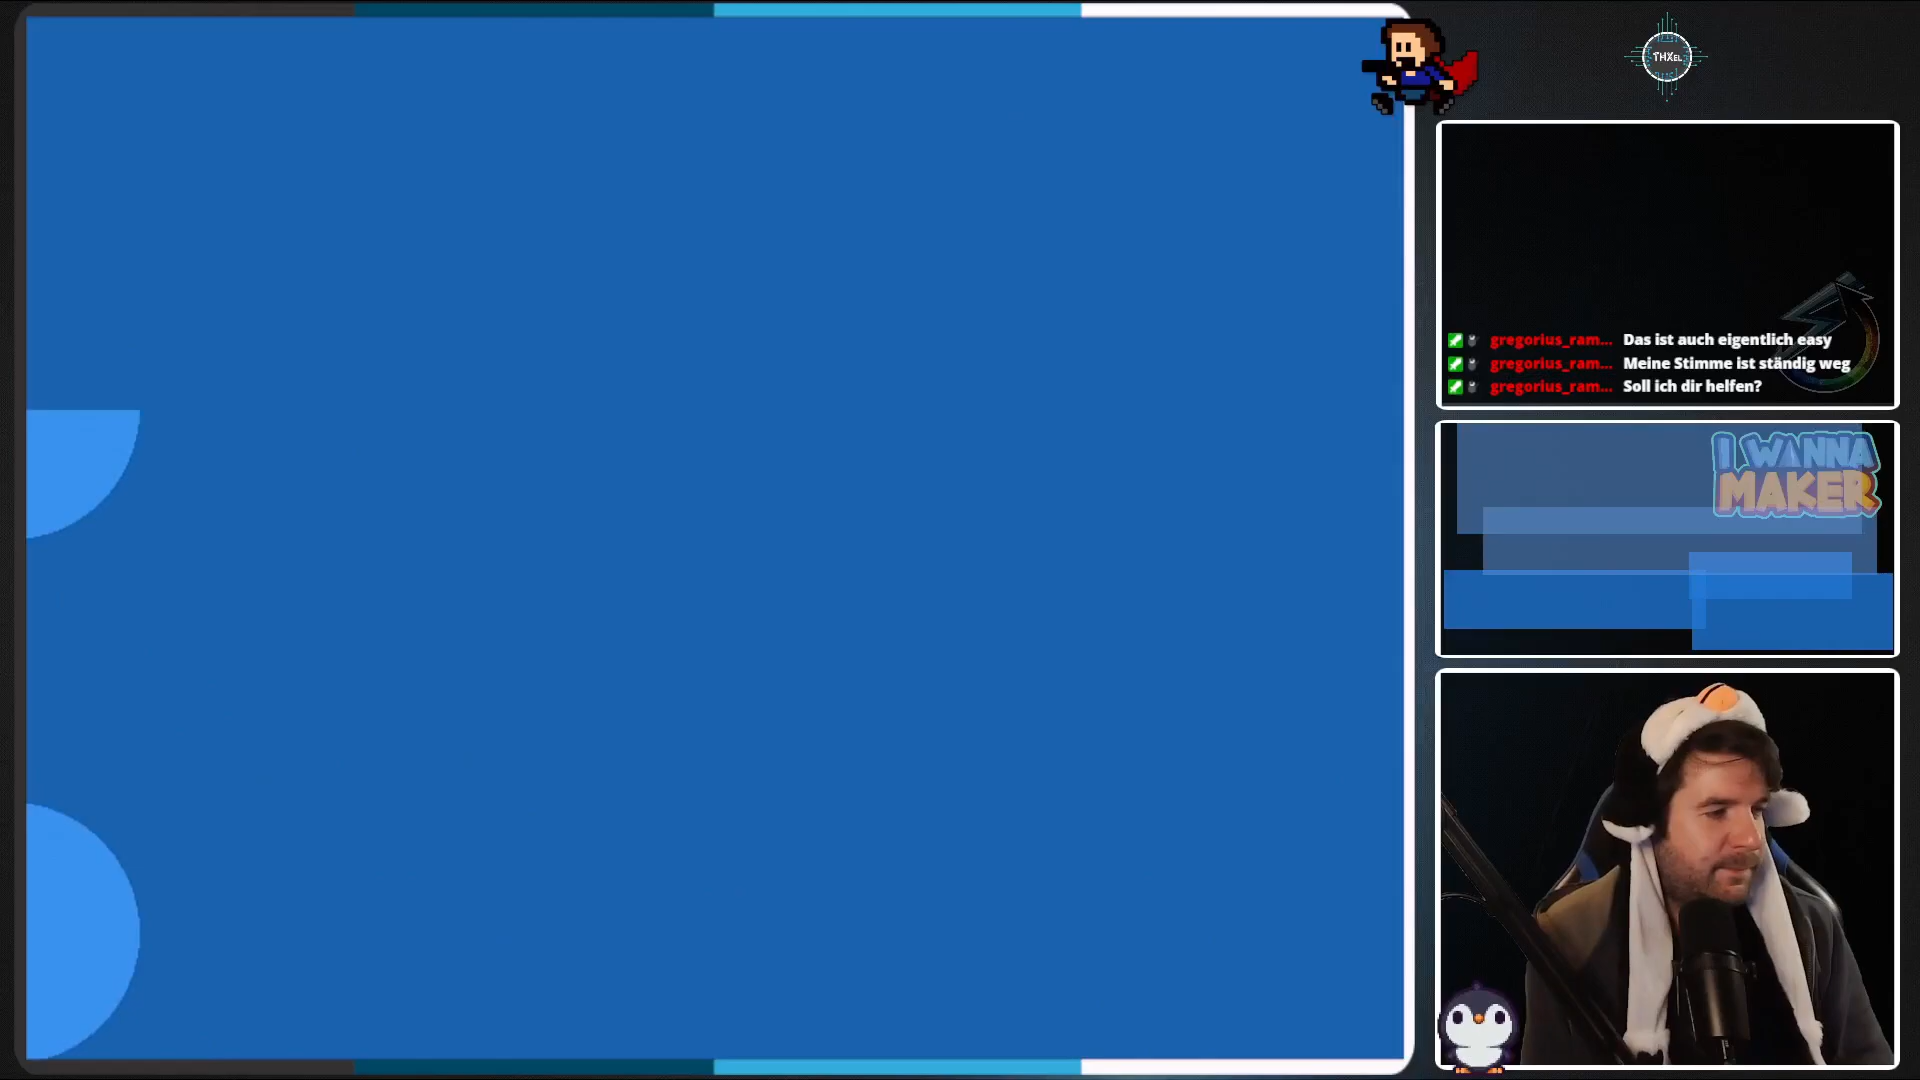 THXEL
gregorius_ram... Das ist auch eigentlich easy
gregorius_ram... Meine Stimme ist ständig weg
gregorius_ram... Soll ich dir helfen?
I WANNA
MAKER